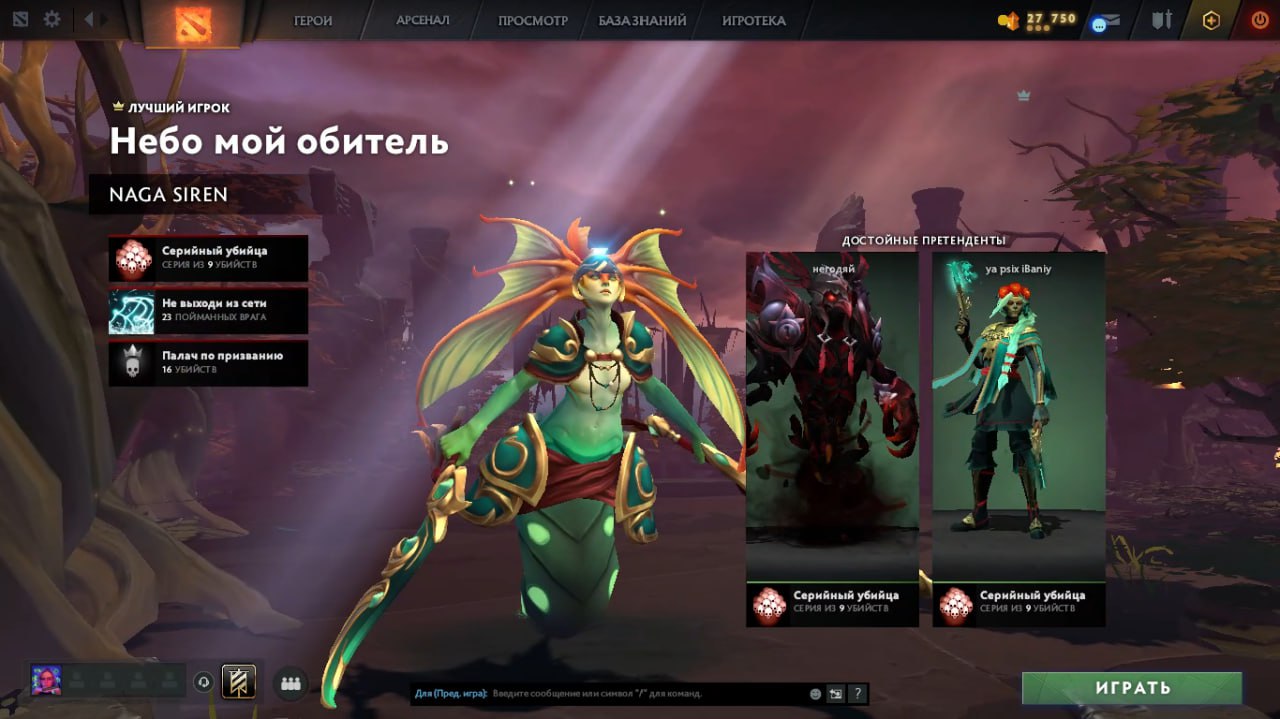 ГЕРОИ
АРСЕНАЛ
ПРОСМОТР
БАЗА ЗНАНИЙ
ИГРОТЕКА
27 750
ЛУЧШИЙ ИГРОК
Небо мой обитель
NAGA SIREN
Серийный убийца
СЕРИЯ ИЗ 9 УБИЙСТВ
Не выходи из сети
23 ПОЙМАННЫХ ВРАГА
Палач по призванию
16 УБИЙСТВ
ДОСТОЙНЫЕ ПРЕТЕНДЕНТЫ
негодяй
ya psix iBaniy
1
Серийный убийца
СЕРИЯ ИЗ 9 УБИЙСТВ
Серийный убийца
СЕРИЯ ИЗ 9 УБИЙСТВ
Для (Пред. игра): Введите сообщение или символ "/" для команд.
?
ИГРАТЬ